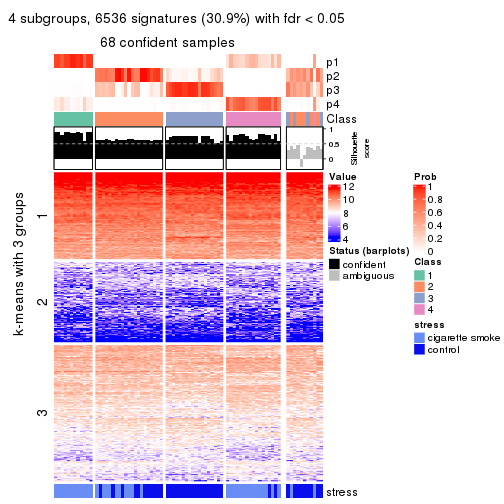 4 subgroups, 6536 signatures (30.9%) with fdr < 0.05
68 confident samples
p1
p2
p3
p4
Class
1
0.5
0
Silhouette
score
k-means with 3 groups
1
2
3
stress
Value
12
10
8
6
4
Status (barplots)
confident
ambiguous
Prob
1
0.8
0.6
0.4
0.2
0
Class
1
2
3
4
stress
cigarette smoke
control